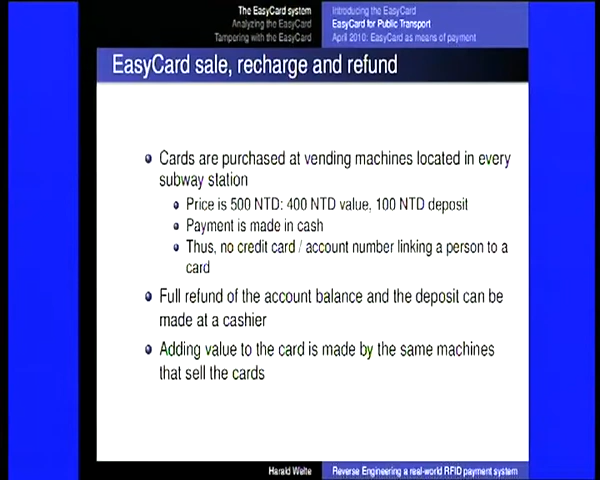 The EasyCard system
Analyzing the EasyCard
Tampering with the EasyCard
Introducing the EasyCard
EasyCard for Public Transport
April 2010: EasyCard as means of payment
EasyCard sale, recharge and refund
Cards are purchased at vending machines located in every
subway station
Price is 500 NTD: 400 NTD value, 100 NTD deposit
Payment is made in cash
Thus, no credit card / account number linking a person to a
card
Full refund of the account balance and the deposit can be
made at a cashier
Adding value to the card is made by the same machines
that sell the cards
Harald Welte
Reverse Engineering a real-world RFID payment system